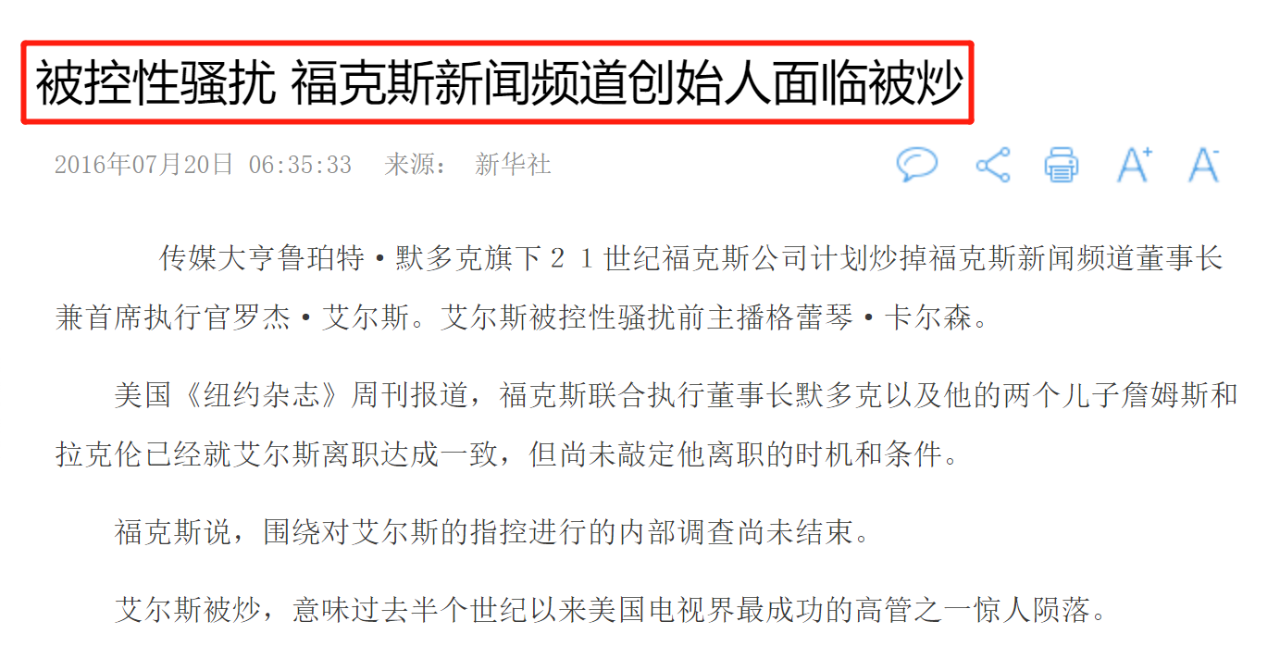 被控性骚扰 福克斯新闻频道创始人面临被炒
2016年07月20日 06:35:33 来源： 新华社
A+ A-
传媒大亨鲁珀特·默多克旗下２１世纪福克斯公司计划炒掉福克斯新闻频道董事长
兼首席执行官罗杰·艾尔斯。艾尔斯被控性骚扰前主播格蕾琴·卡尔森。
美国《纽约杂志》周刊报道，福克斯联合执行董事长默多克以及他的两个儿子詹姆斯和
拉克伦已经就艾尔斯离职达成一致，但尚未敲定他离职的时机和条件。
福克斯说，围绕对艾尔斯的指控进行的内部调查尚未结束。
艾尔斯被炒，意味过去半个世纪以来美国电视界最成功的高管之一惊人陨落。